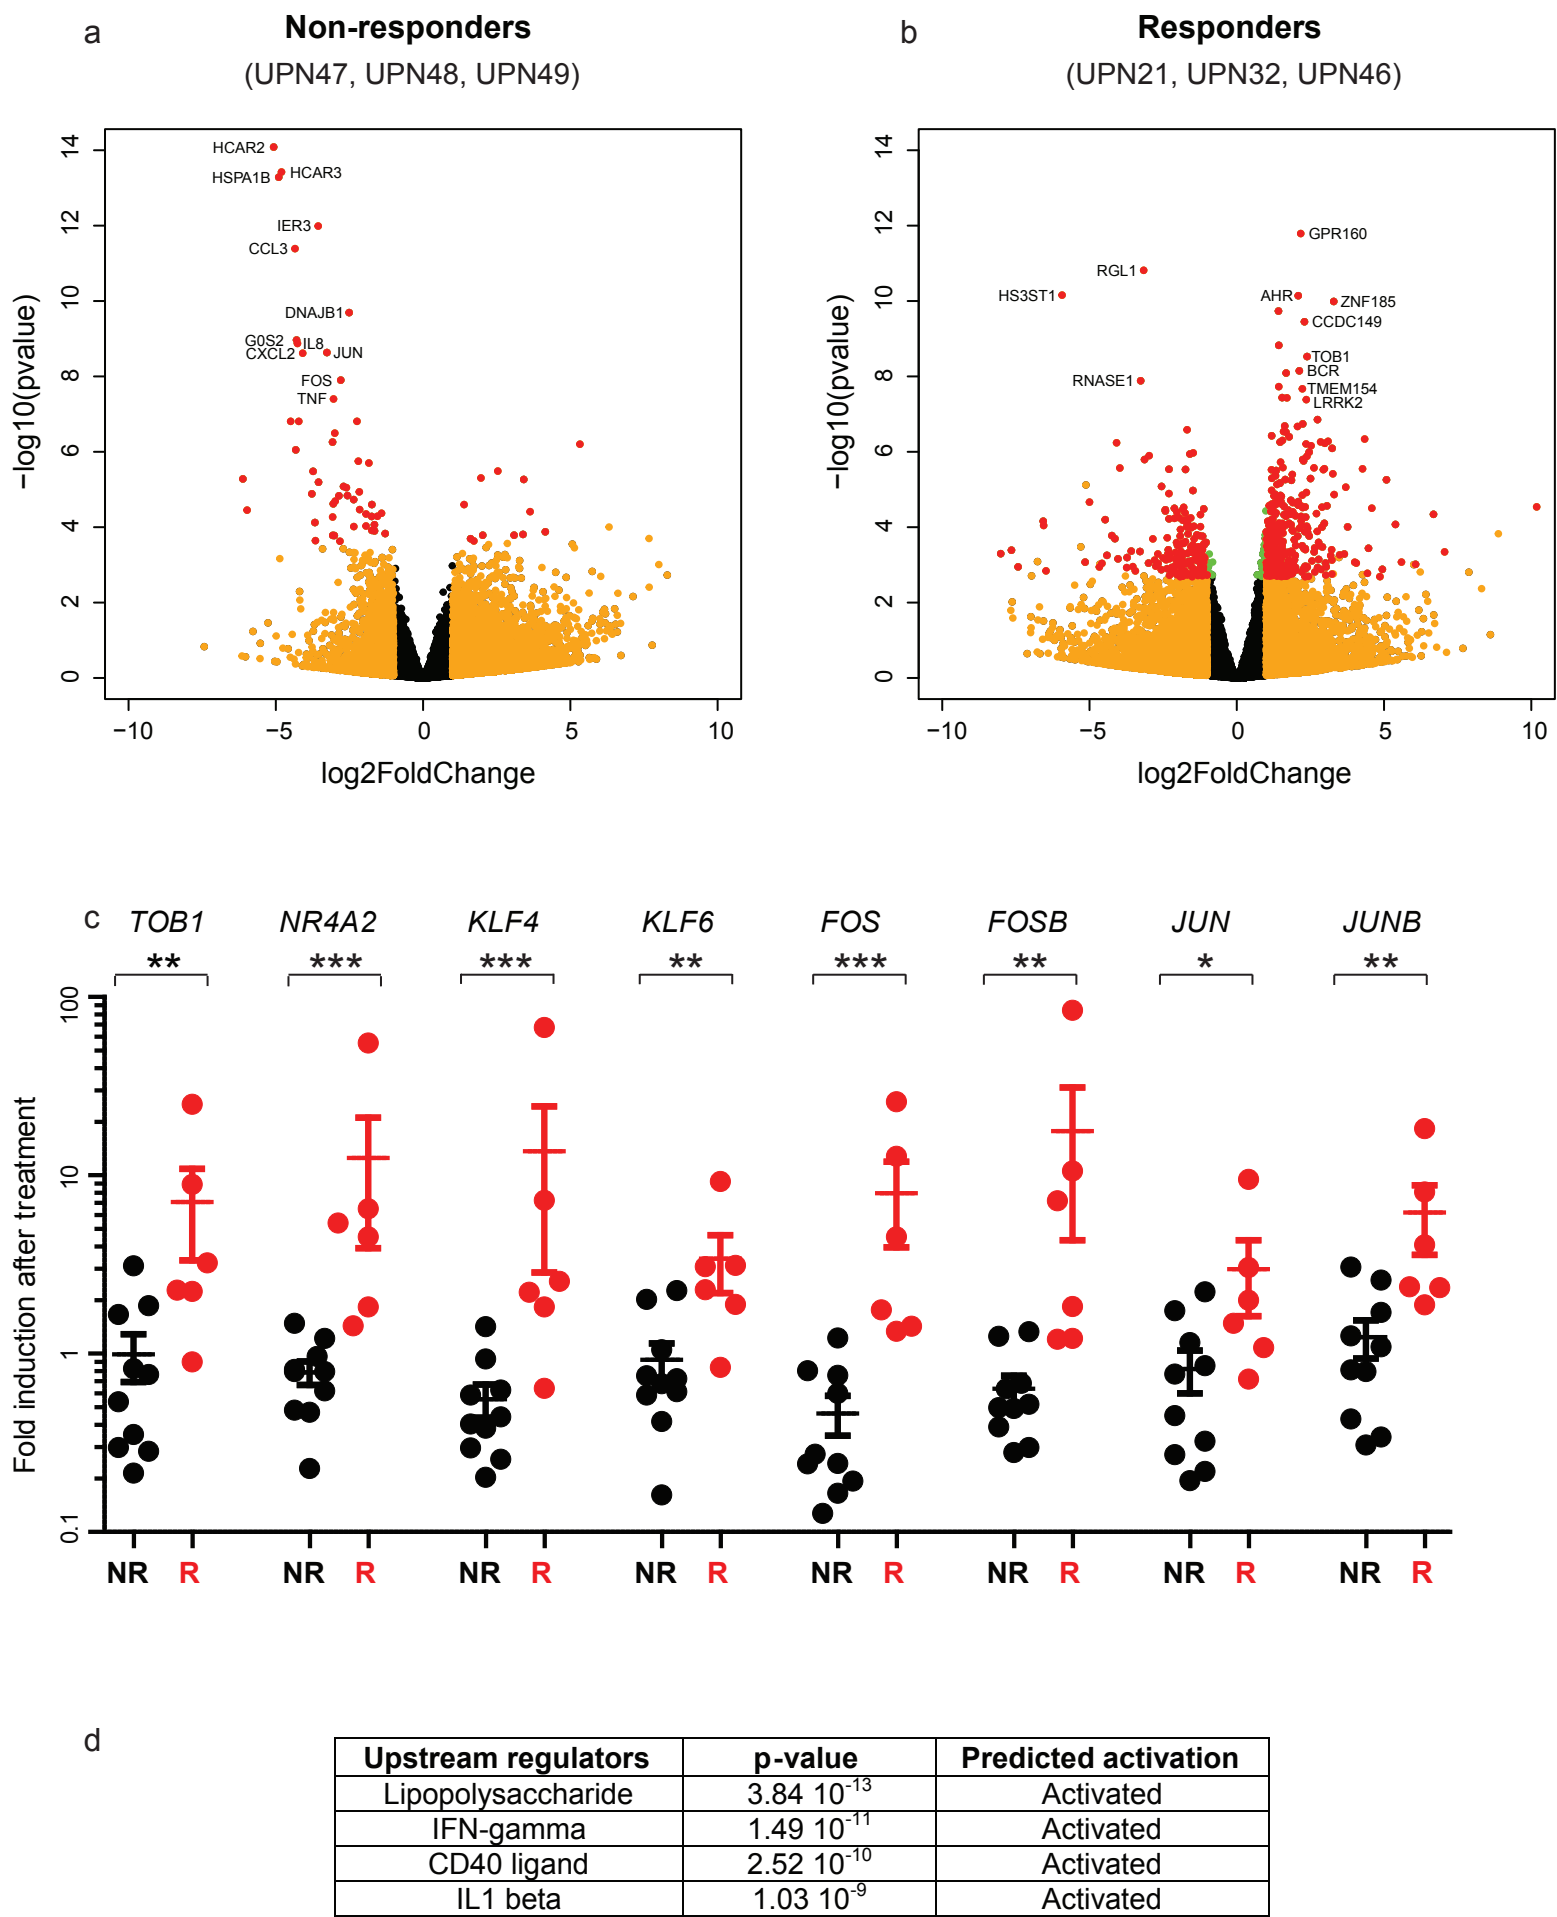 a
Non-responders
(UPN47, UPN48, UPN49)
−log10(pvalue)
14
12
10
8
6
4
2
0
HCAR2
HCAR3
HSPA1B
IER3
CCL3
DNAJB1
G0S2
IL8
CXCL2
JUN
FOS
TNF
−10
−5
0
5
10
log2FoldChange
b
Responders
(UPN21, UPN32, UPN46)
−log10(pvalue)
14
12
10
8
6
4
2
0
GPR160
RGL1
HS3ST1
AHR
ZNF185
CCDC149
TOB1
BCR
RNASE1
TMEM154
LRRK2
−10
−5
0
5
10
log2FoldChange
c
TOB1 NR4A2 KLF4 KLF6 FOS FOSB JUN JUNB
** *** *** ** *** ** * **
Fold induction after treatment
100
10
1
0.1
NR R NR R NR R NR R NR R NR R NR R NR R
d
Upstream regulators p-value Predicted activation
Lipopolysaccharide 3.84 10⁻¹³ Activated
IFN-gamma 1.49 10⁻¹¹ Activated
CD40 ligand 2.52 10⁻¹⁰ Activated
IL1 beta 1.03 10⁻⁹ Activated